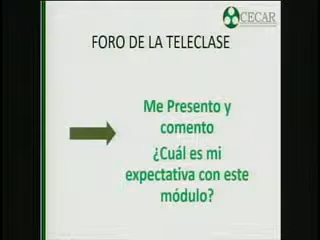 CECAR
FORO DE LA TELECLASE
Me Presento y
comento
¿Cuál es mi
expectativa con este
módulo?